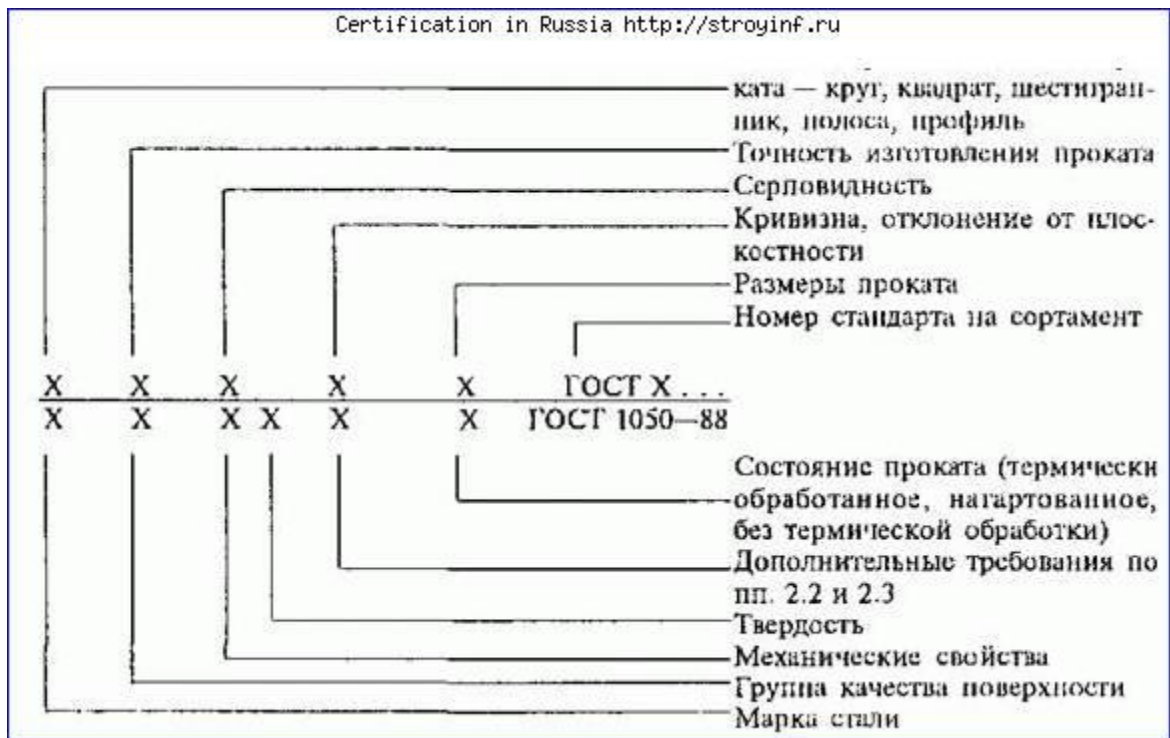 Certification in Russia http://stroyinf.ru
ката — круг, квадрат, шестигран-
ник, полоса, профиль
Точность изготовления проката
Серповидность
Кривизна, отклонение от плос-
костности
Размеры проката
Номер стандарта на сортамент
X X X X X ГОСТ X . . .
X X X X X X ГОСТ 1050—88
Состояние проката (термически
обработанное, нагартованное,
без термической обработки)
Дополнительные требования по
пп. 2.2 и 2.3
Твердость
Механические свойства
Группа качества поверхности
Марка стали